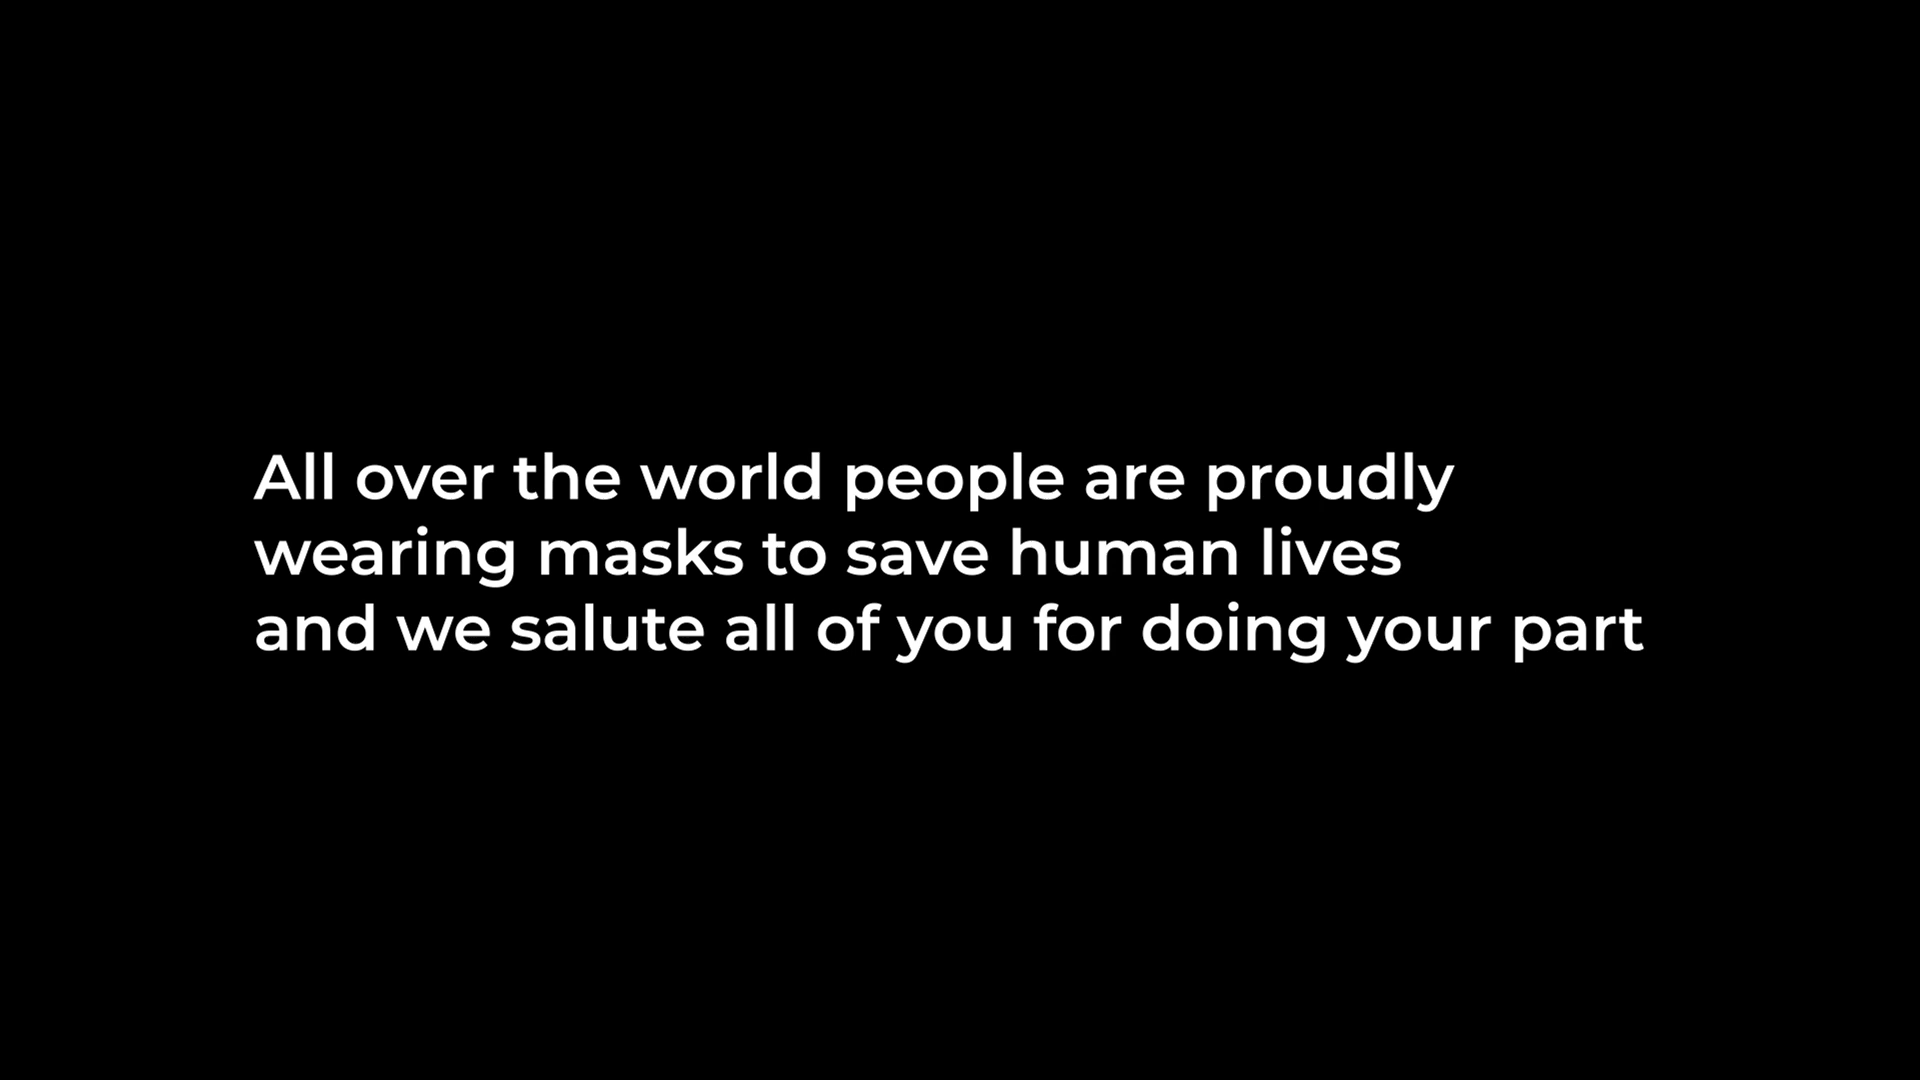 All over the world people are proudly
wearing masks to save human lives
and we salute all of you for doing your part